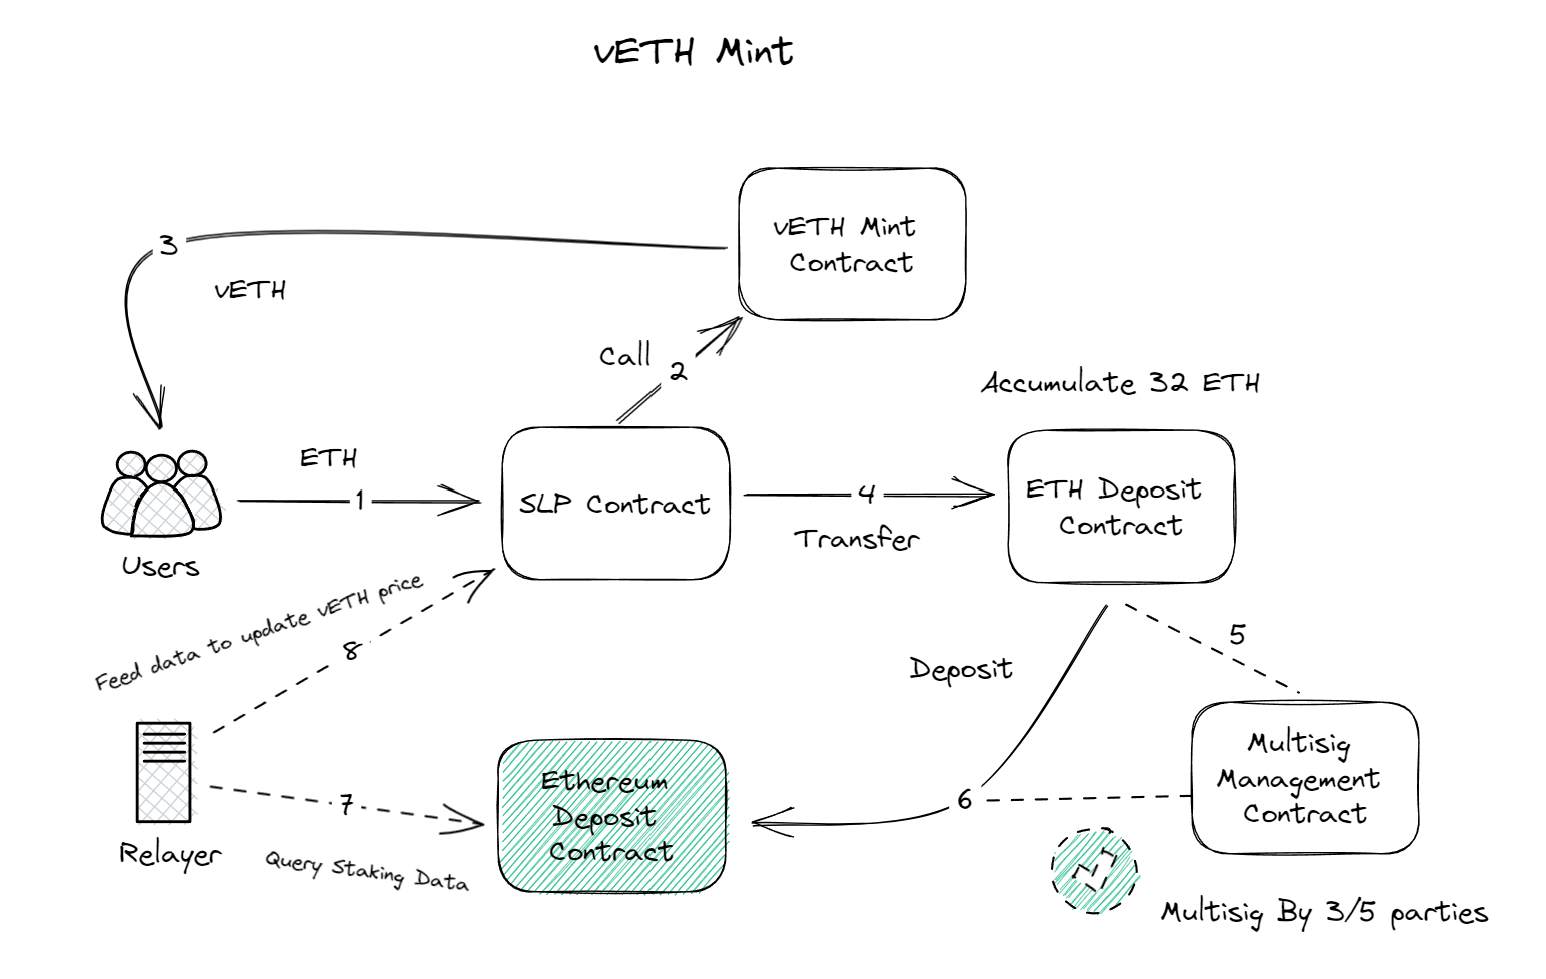 vETH Mint
vETH Mint
Contract
3
vETH
Call
2
Accumulate 32 ETH
ETH
1
SLP Contract
4
Transfer
ETH Deposit
Contract
Users
Feed data to update vETH price
8
5
Deposit
Multisig
Management
Contract
Ethereum
Deposit
Contract
7
6
Relayer
Query Staking Data
Multisig By 3/5 parties